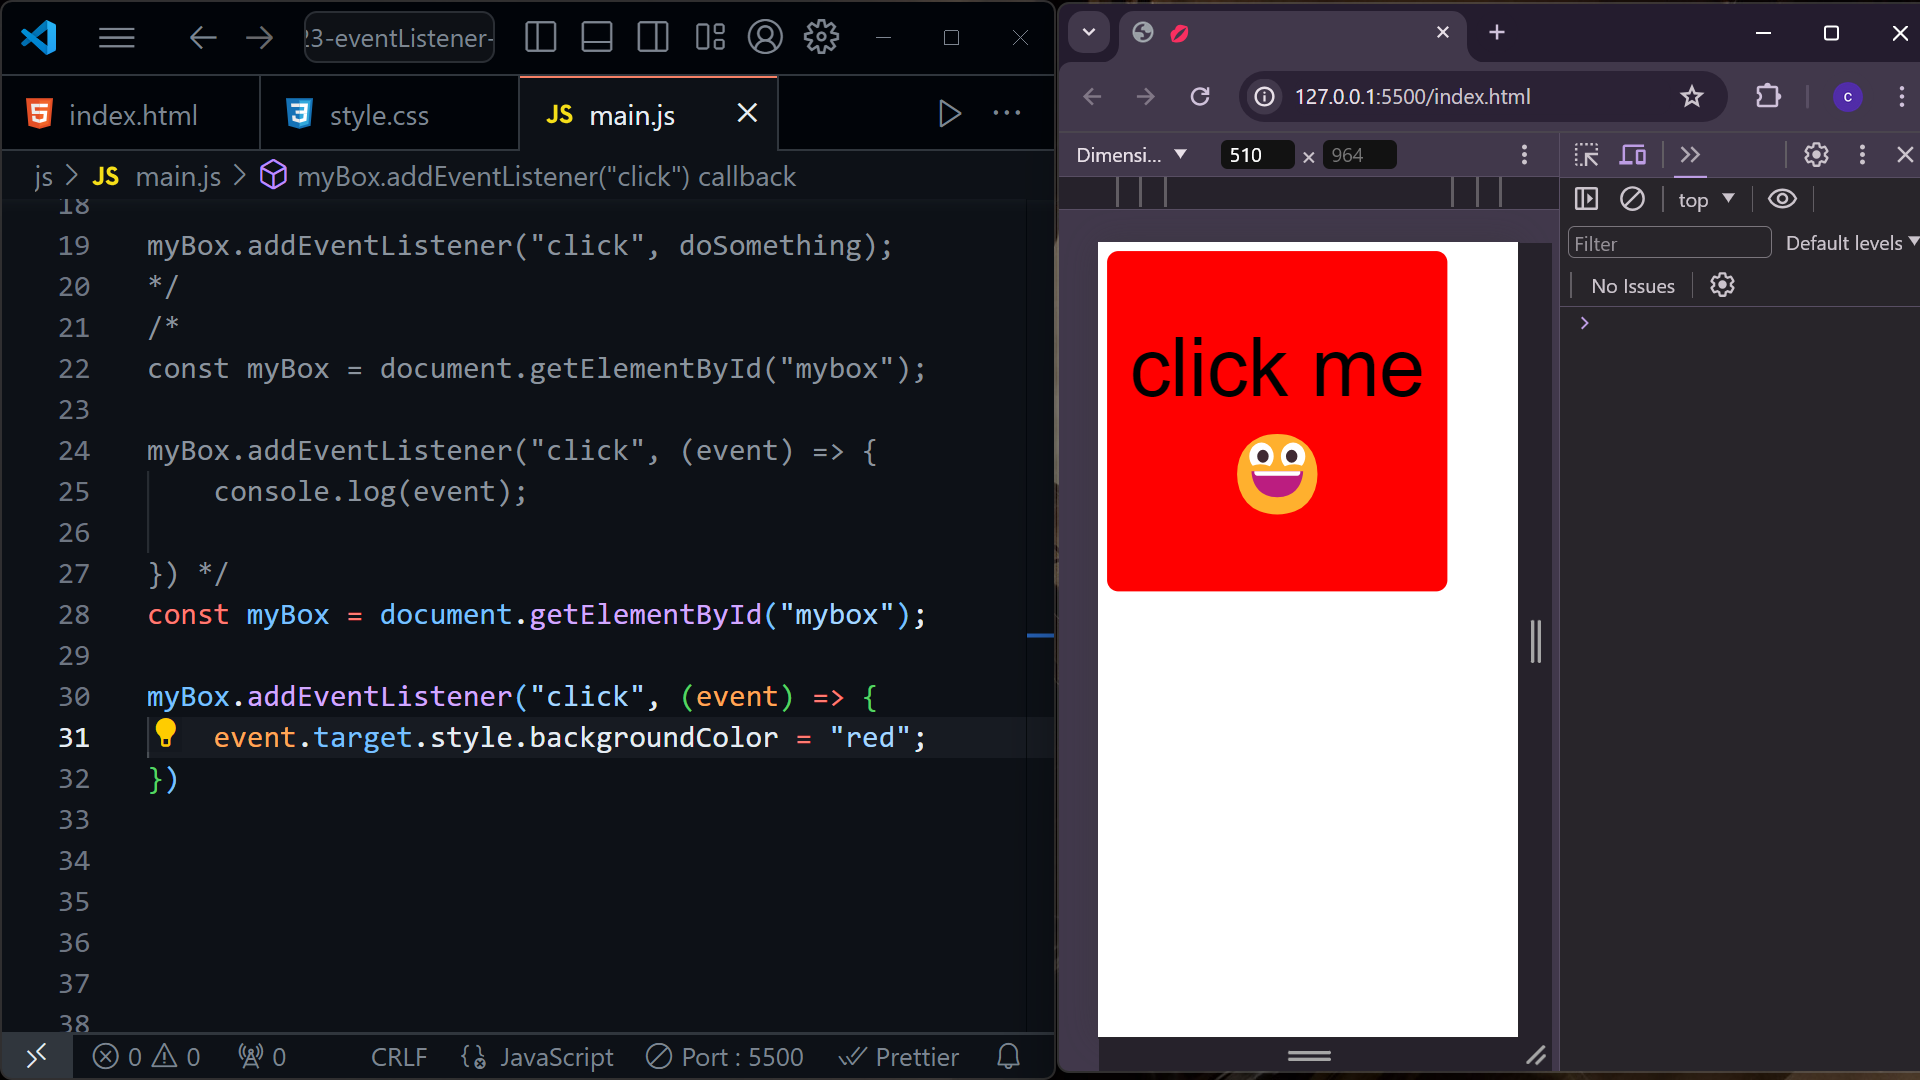 23-eventListener-
index.html
style.css
JS main.js
js > JS main.js > myBox.addEventListener("click") callback
18
19 myBox.addEventListener("click", doSomething);
20 */
21 /*
22 const myBox = document.getElementById("mybox");
23
24 myBox.addEventListener("click", (event) => {
25 console.log(event);
26
27 }) */
28 const myBox = document.getElementById("mybox");
29
30 myBox.addEventListener("click", (event) => {
31 event.target.style.backgroundColor = "red";
32 })
33
34
35
36
37
38
0 0 0 CRLF JavaScript Port : 5500 Prettier
127.0.0.1:5500/index.html
c
Dimensi... 510 × 964
top
Filter Default levels
No Issues
click me